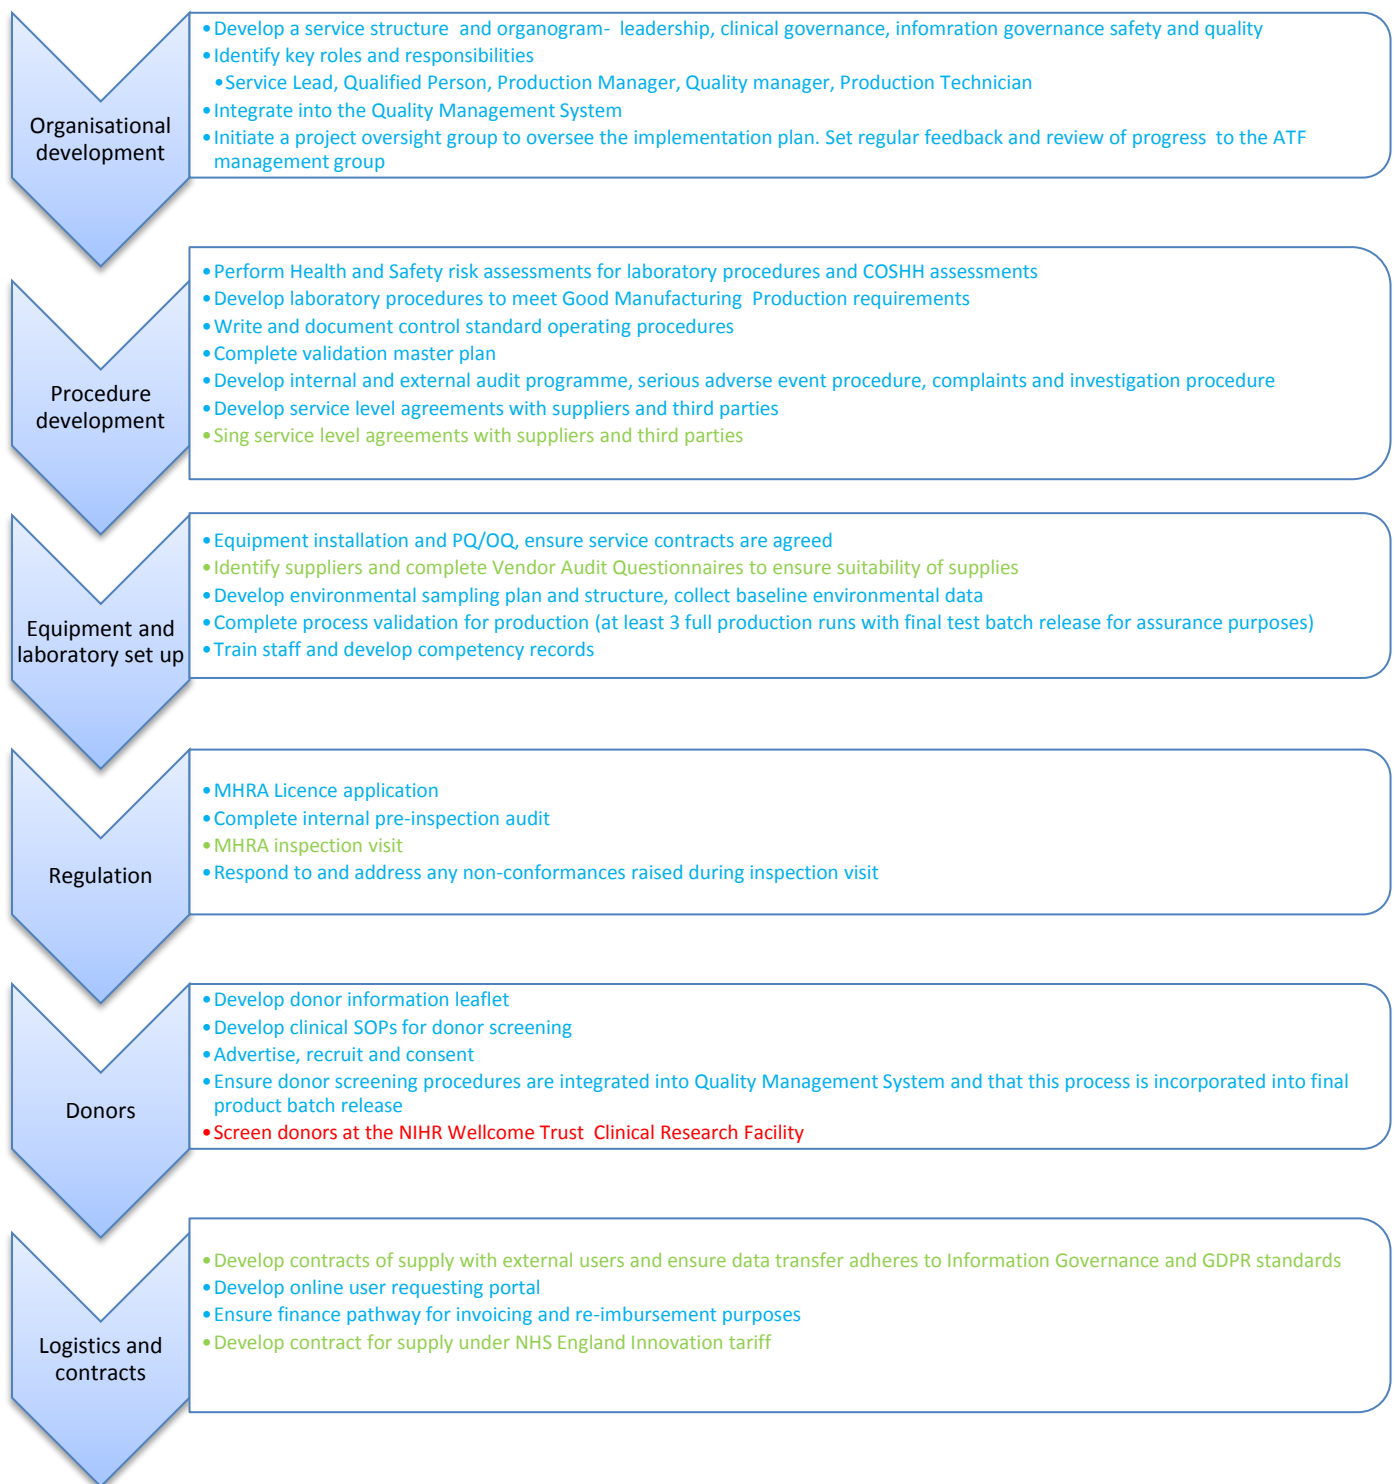 Organisational
development
•Develop a service structure and organogram- leadership, clinical governance, infomration governance safety and quality
•Identify key roles and responsibilities
•Service Lead, Qualified Person, Production Manager, Quality manager, Production Technician
•Integrate into the Quality Management System
•Initiate a project oversight group to oversee the implementation plan. Set regular feedback and review of progress to the ATF
management group
Procedure
development
•Perform Health and Safety risk assessments for laboratory procedures and COSHH assessments
•Develop laboratory procedures to meet Good Manufacturing Production requirements
•Write and document control standard operating procedures
•Complete validation master plan
•Develop internal and external audit programme, serious adverse event procedure, complaints and investigation procedure
•Develop service level agreements with suppliers and third parties
•Sing service level agreements with suppliers and third parties
Equipment and
laboratory set up
•Equipment installation and PQ/OQ, ensure service contracts are agreed
•Identify suppliers and complete Vendor Audit Questionnaires to ensure suitability of supplies
•Develop environmental sampling plan and structure, collect baseline environmental data
•Complete process validation for production (at least 3 full production runs with final test batch release for assurance purposes)
•Train staff and develop competency records
Regulation
•MHRA Licence application
•Complete internal pre-inspection audit
•MHRA inspection visit
•Respond to and address any non-conformances raised during inspection visit
Donors
•Develop donor information leaflet
•Develop clinical SOPs for donor screening
•Advertise, recruit and consent
•Ensure donor screening procedures are integrated into Quality Management System and that this process is incorporated into final
product batch release
•Screen donors at the NIHR Wellcome Trust Clinical Research Facility
Logistics and
contracts
•Develop contracts of supply with external users and ensure data transfer adheres to Information Governance and GDPR standards
•Develop online user requesting portal
•Ensure finance pathway for invoicing and re-imbursement purposes
•Develop contract for supply under NHS England Innovation tariff